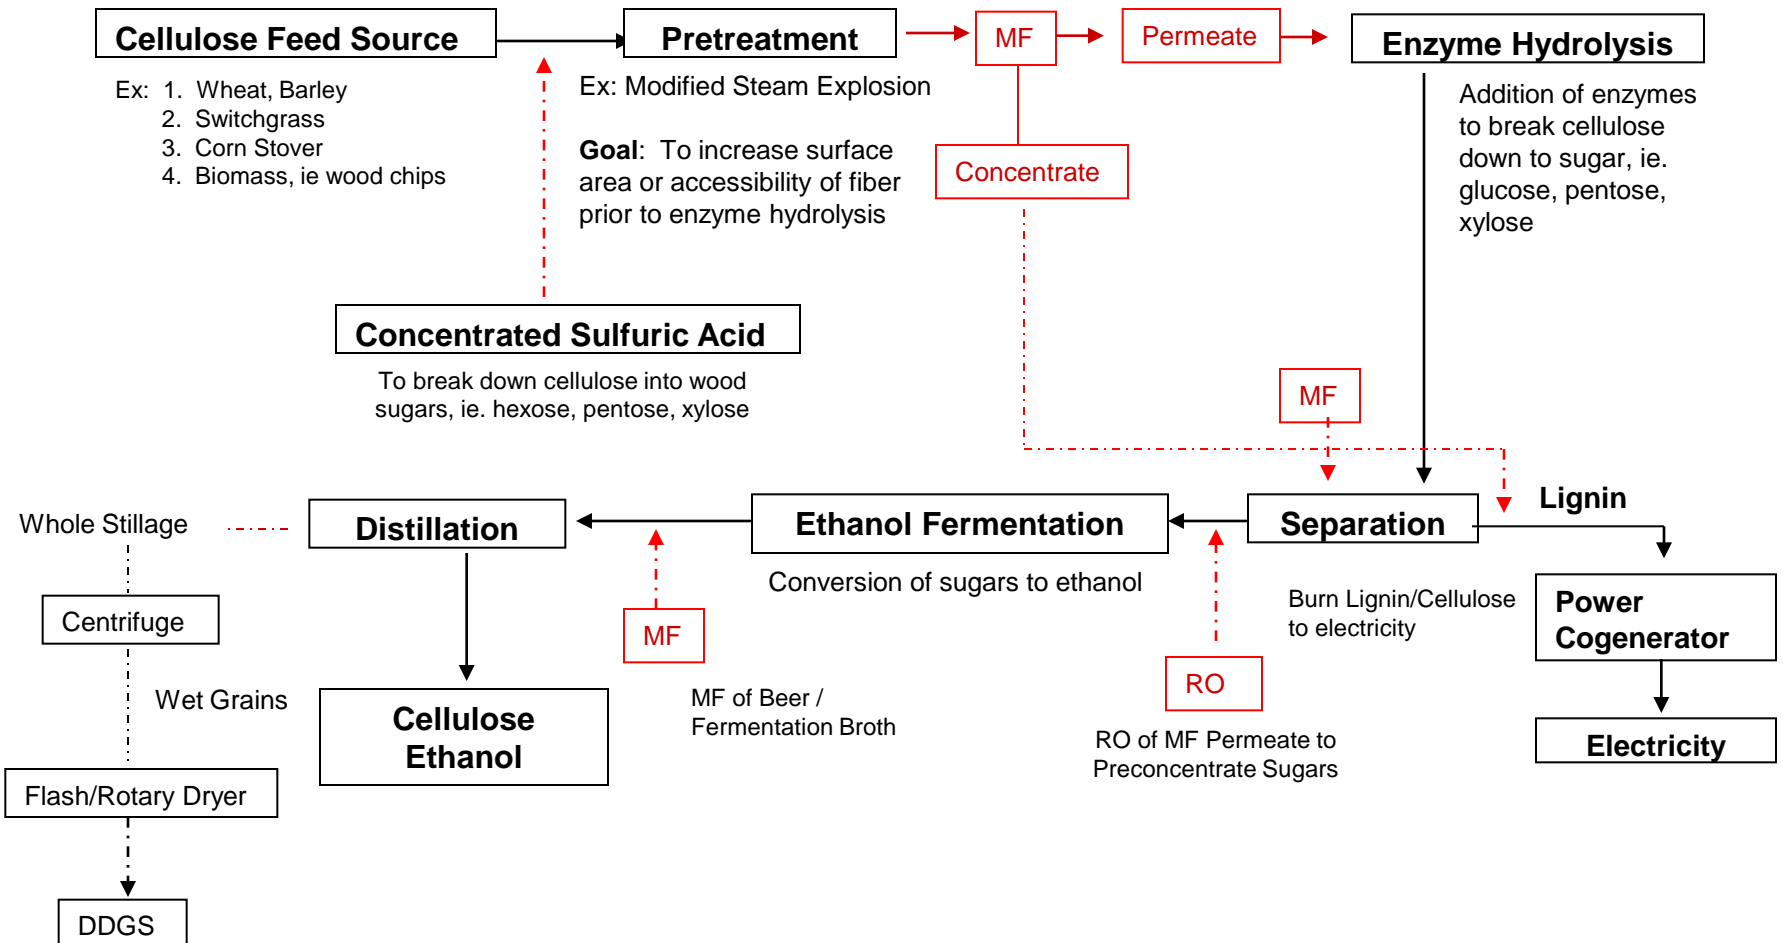 Cellulose Feed Source
Pretreatment
MF
Permeate
Enzyme Hydrolysis
Ex: 1. Wheat, Barley
2. Switchgrass
3. Corn Stover
4. Biomass, ie wood chips
Ex: Modified Steam Explosion
Goal: To increase surface
area or accessibility of fiber
prior to enzyme hydrolysis
Concentrate
Addition of enzymes
to break cellulose
down to sugar, ie.
glucose, pentose,
xylose
Concentrated Sulfuric Acid
To break down cellulose into wood
sugars, ie. hexose, pentose, xylose
MF
Whole Stillage
Distillation
Ethanol Fermentation
Separation
Lignin
Conversion of sugars to ethanol
Burn Lignin/Cellulose
to electricity
Power
Cogenerator
Centrifuge
MF
RO
Wet Grains
Cellulose
Ethanol
MF of Beer /
Fermentation Broth
RO of MF Permeate to
Preconcentrate Sugars
Electricity
Flash/Rotary Dryer
DDGS